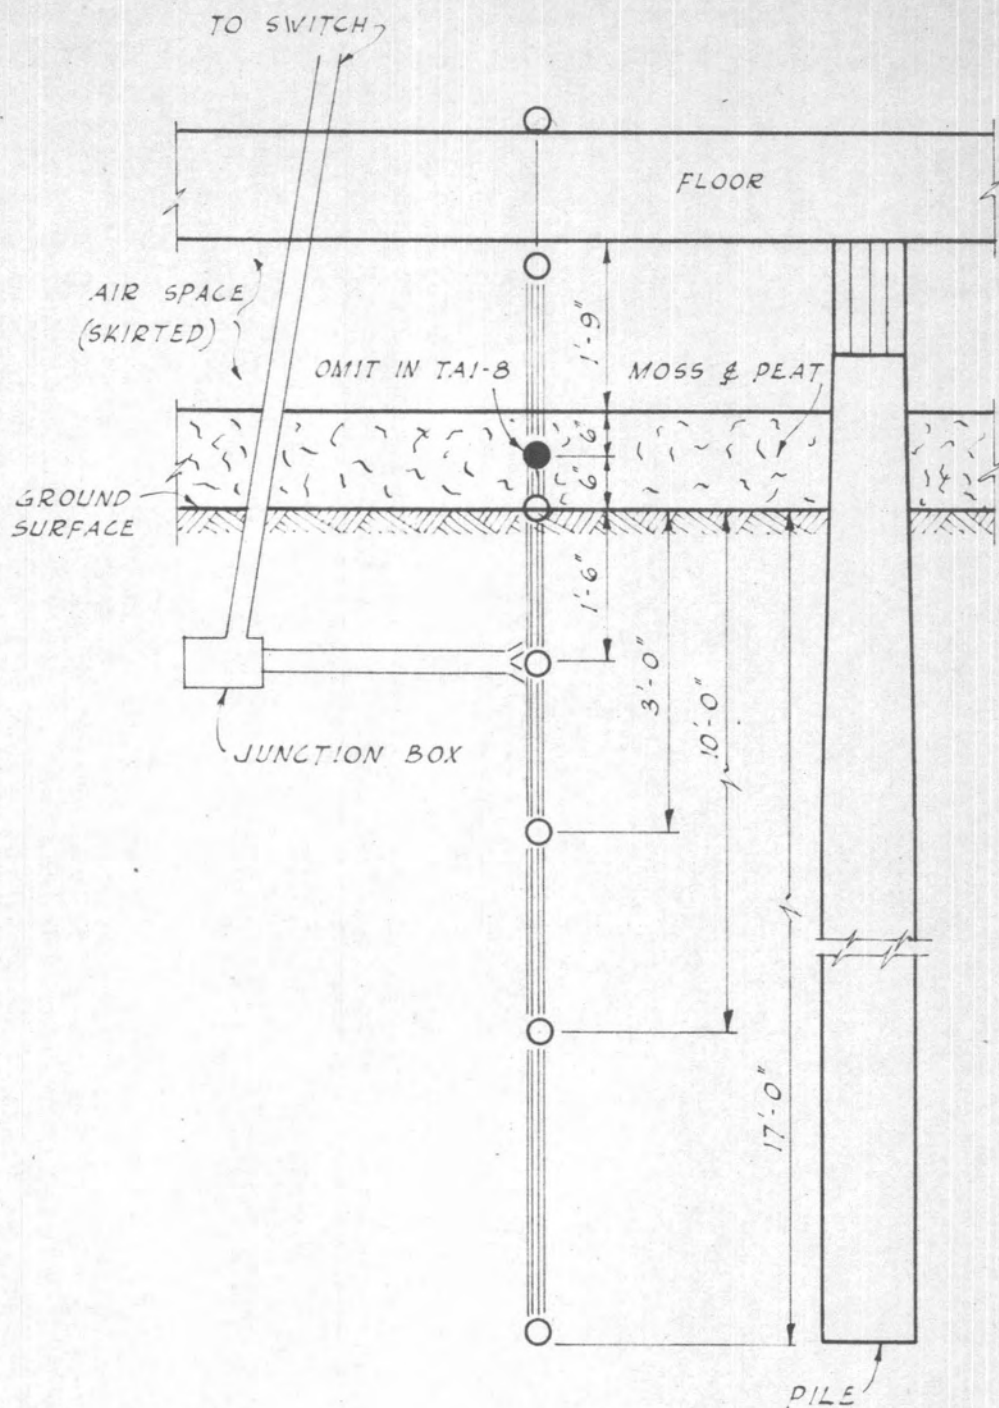 TO SWITCH
FLOOR
AIR SPACE
(SKIRTED)
1'-9"
OMIT IN TA1-8
MOSS & PEAT
6"
6"
GROUND
SURFACE
1'-6"
3'-0"
10'-0"
JUNCTION BOX
17'-0"
PILE